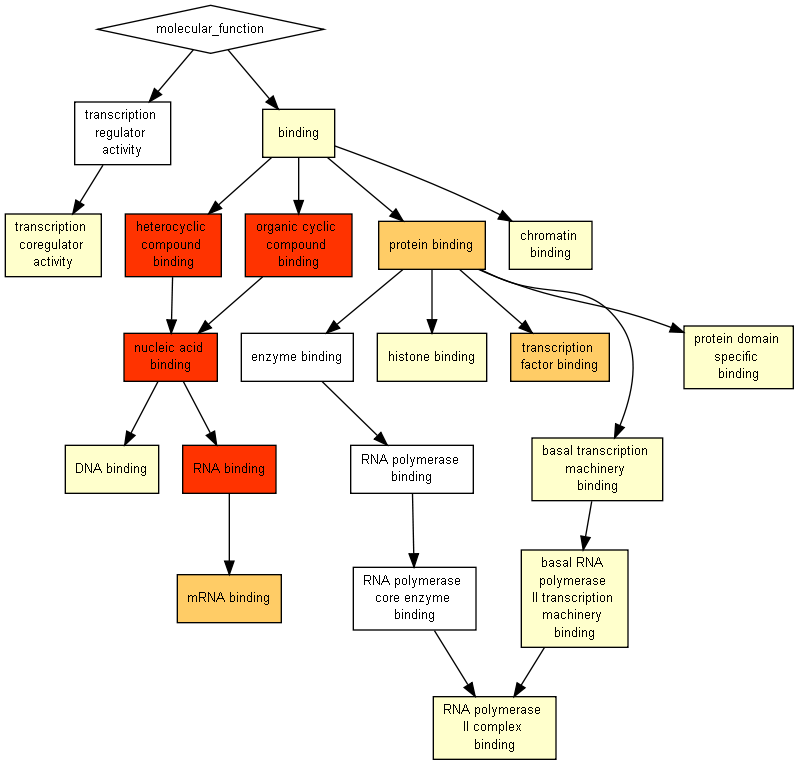 molecular_function
transcription
regulator
activity
binding
transcription
coregulator
activity
heterocyclic
compound
binding
organic cyclic
compound
binding
protein binding
chromatin
binding
nucleic acid
binding
enzyme binding
histone binding
transcription
factor binding
protein domain
specific
binding
DNA binding
RNA binding
RNA polymerase
binding
basal transcription
machinery
binding
mRNA binding
RNA polymerase
core enzyme
binding
basal RNA
polymerase
II transcription
machinery
binding
RNA polymerase
II complex
binding